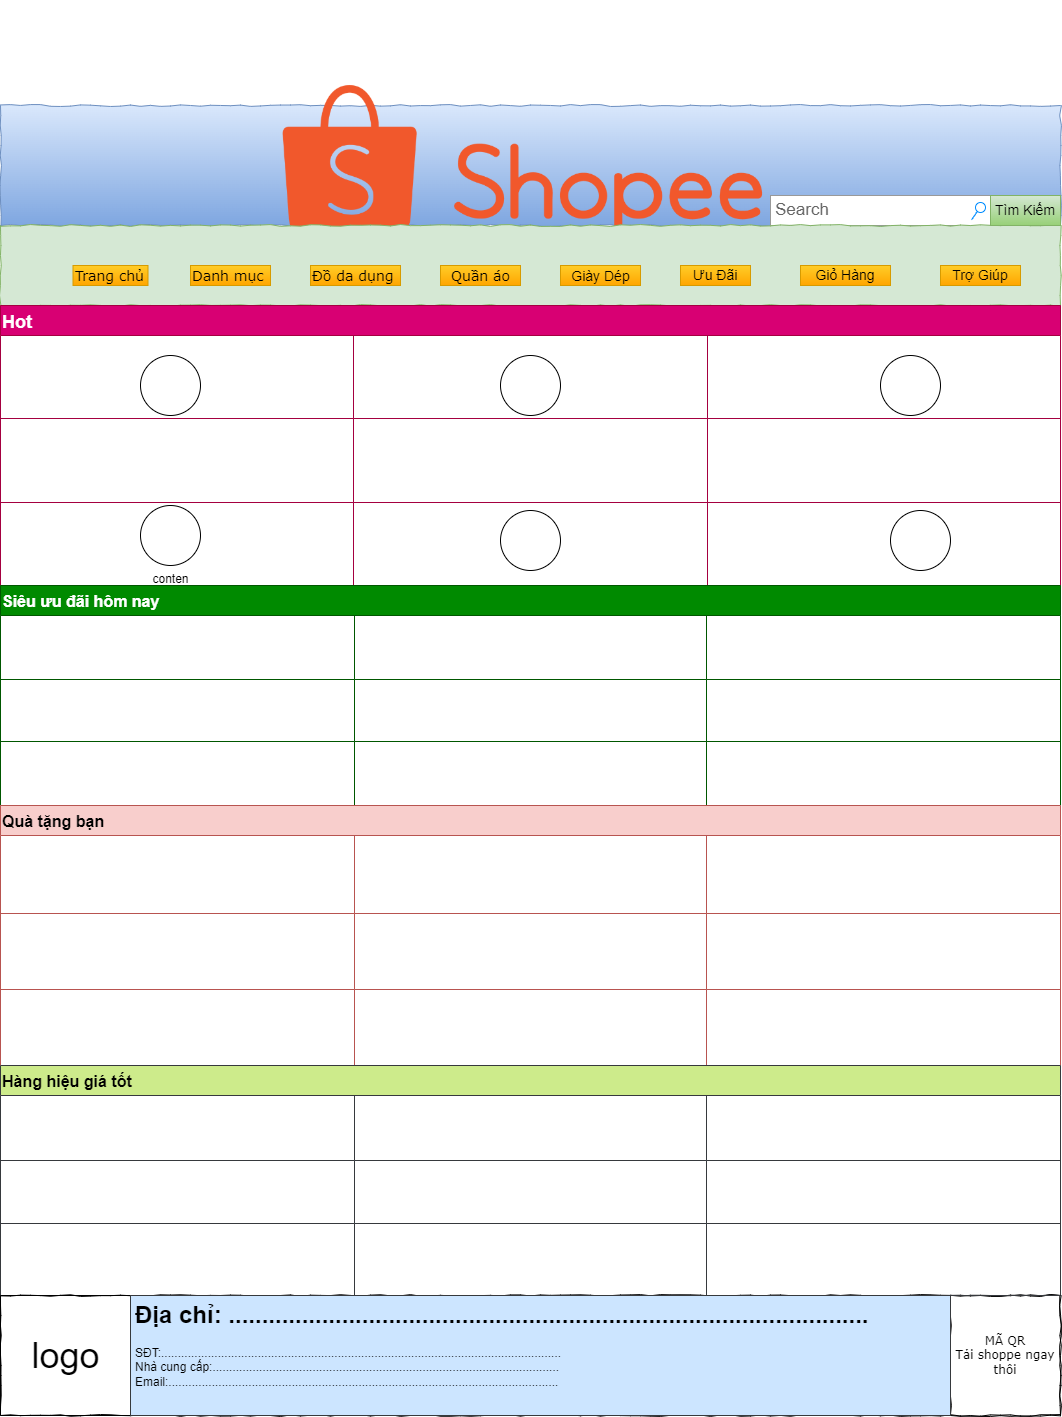 S Shopee
Search
Tìm Kiếm
Trang chủ
Danh mục
Đồ da dụng
Quần áo
Giày Dép
Ưu Đãi
Giỏ Hàng
Trợ Giúp
Hot
conten
Siêu ưu đãi hôm nay
Quà tặng bạn
Hàng hiệu giá tốt
logo
Địa chỉ: ................................................................................................
SĐT:........................................................................................................................
Nhà cung cấp:........................................................................................................
Email:.....................................................................................................................
MÃ QR
Tải shoppe ngay
thôi